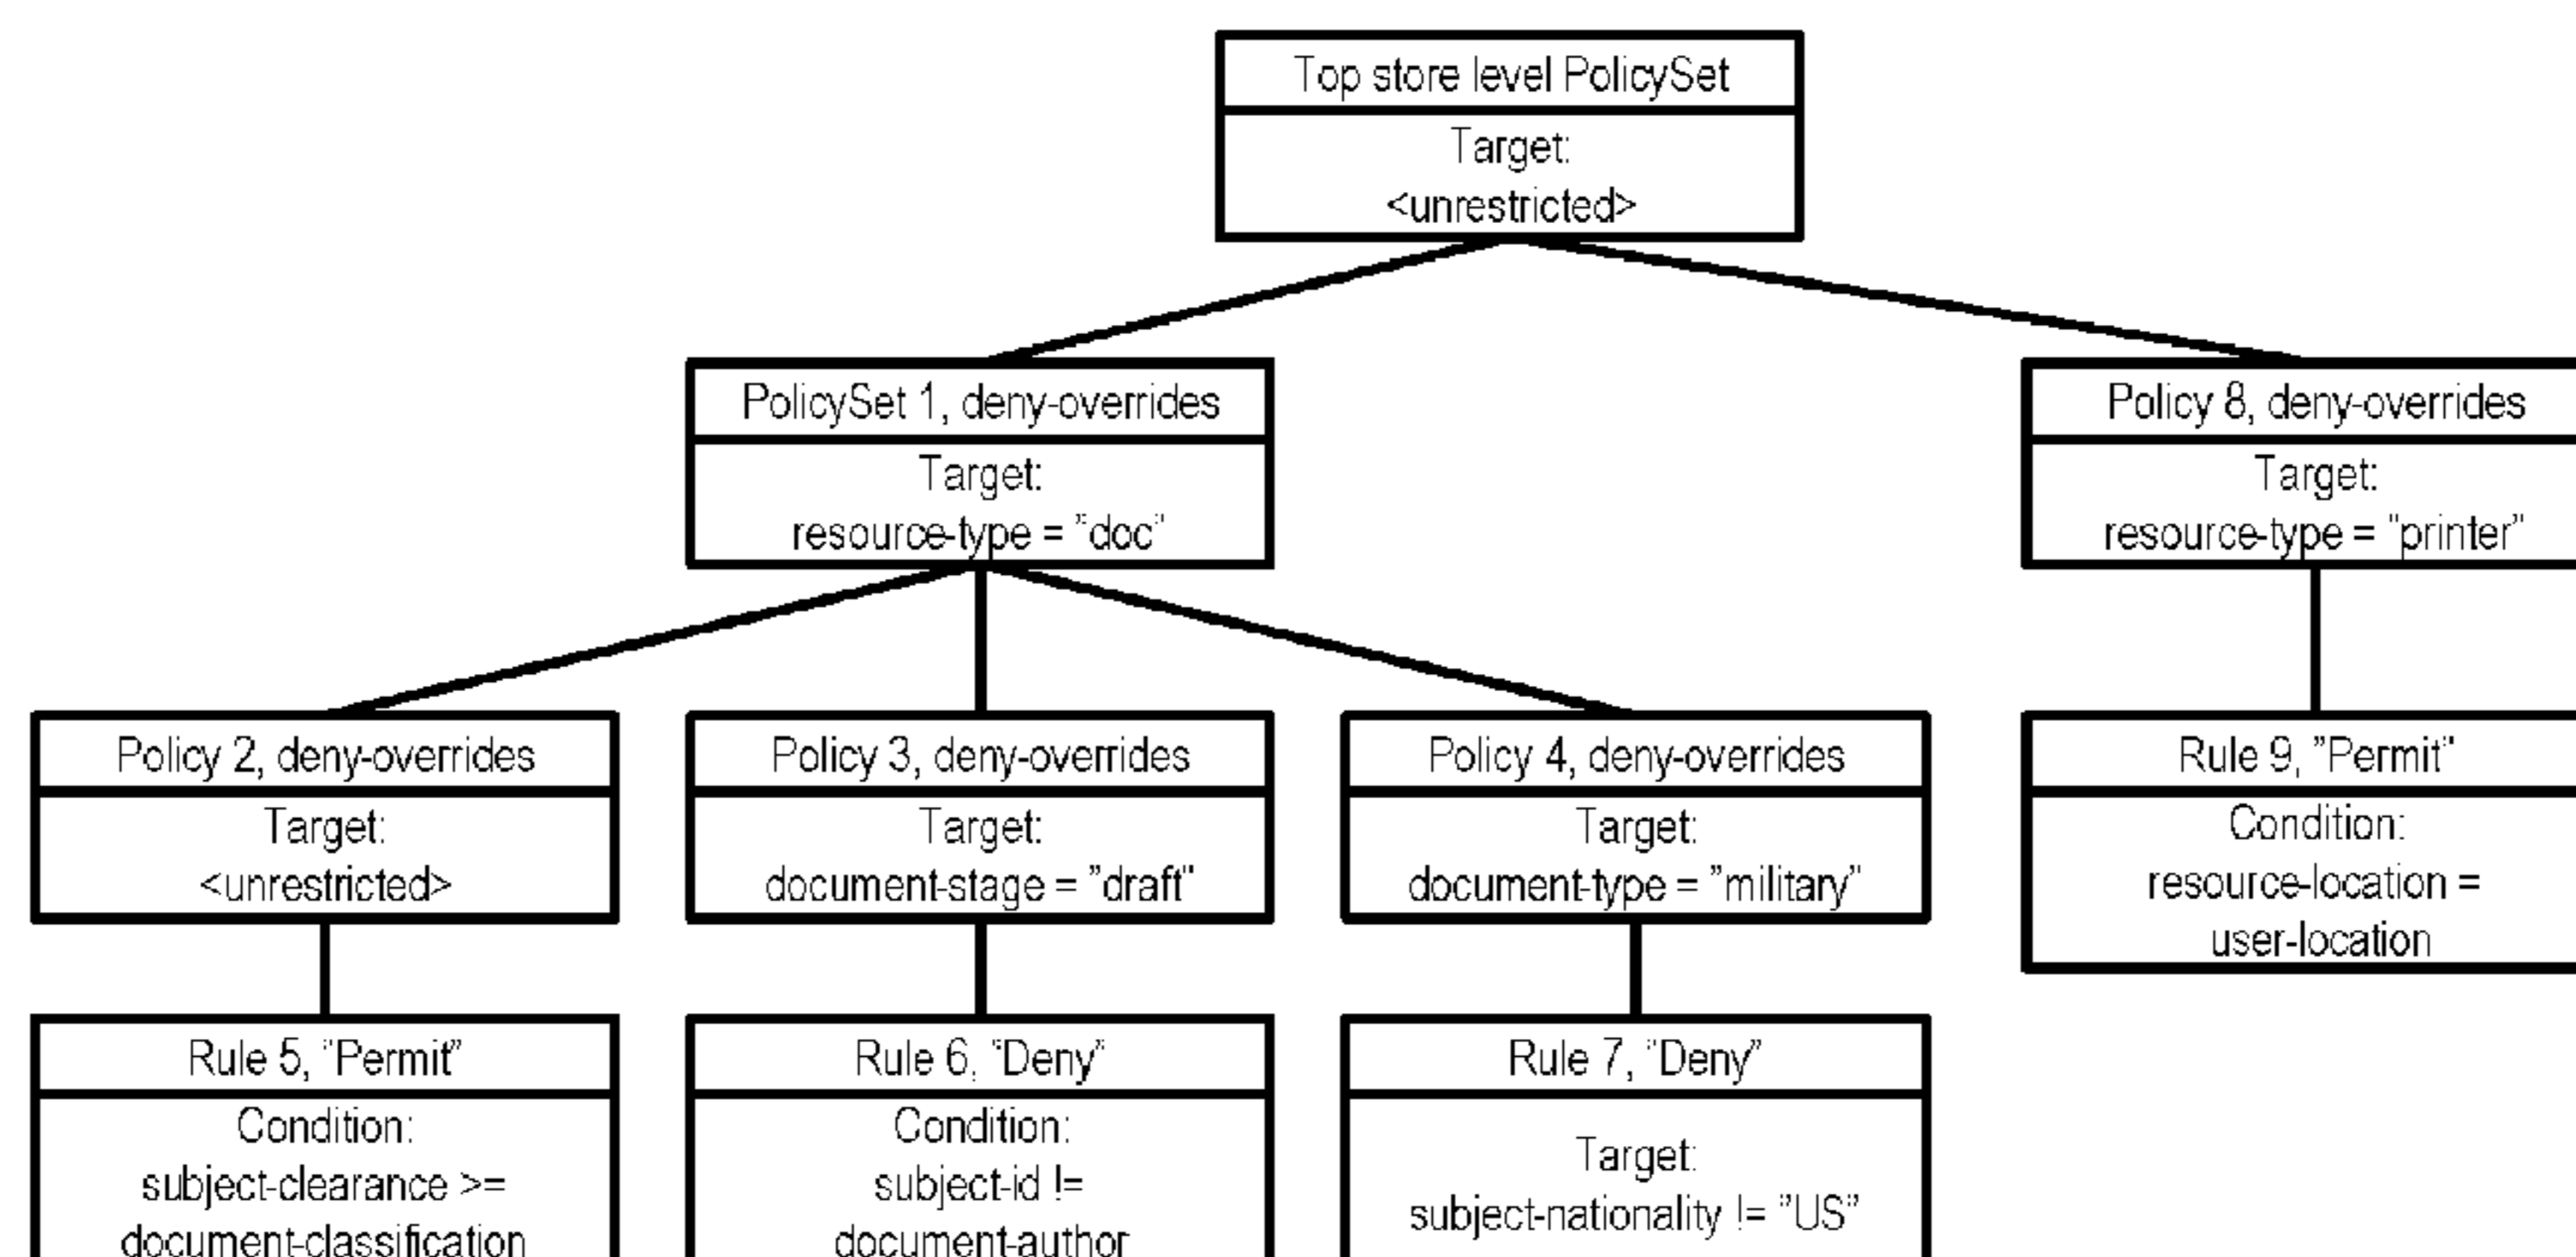 Top store level PolicySet
Target:
<unrestricted>
PolicySet 1, deny-overrides
Target:
resource-type = ”doc”
Policy 8, deny-overrides
Target:
resource-type = ”printer”
Policy 2, deny-overrides
Target:
<unrestricted>
Policy 3, deny-overrides
Target:
document-stage = ”draft”
Policy 4, deny-overrides
Target:
document-type = ”military”
Rule 9, ”Permit”
Condition:
resource-location =
user-location
Rule 5, ”Permit”
Condition:
subject-clearance >=
document-classification
Rule 6, ”Deny”
Condition:
subject-id !=
document-author
Rule 7, ”Deny”
Target:
subject-nationality != ”US”